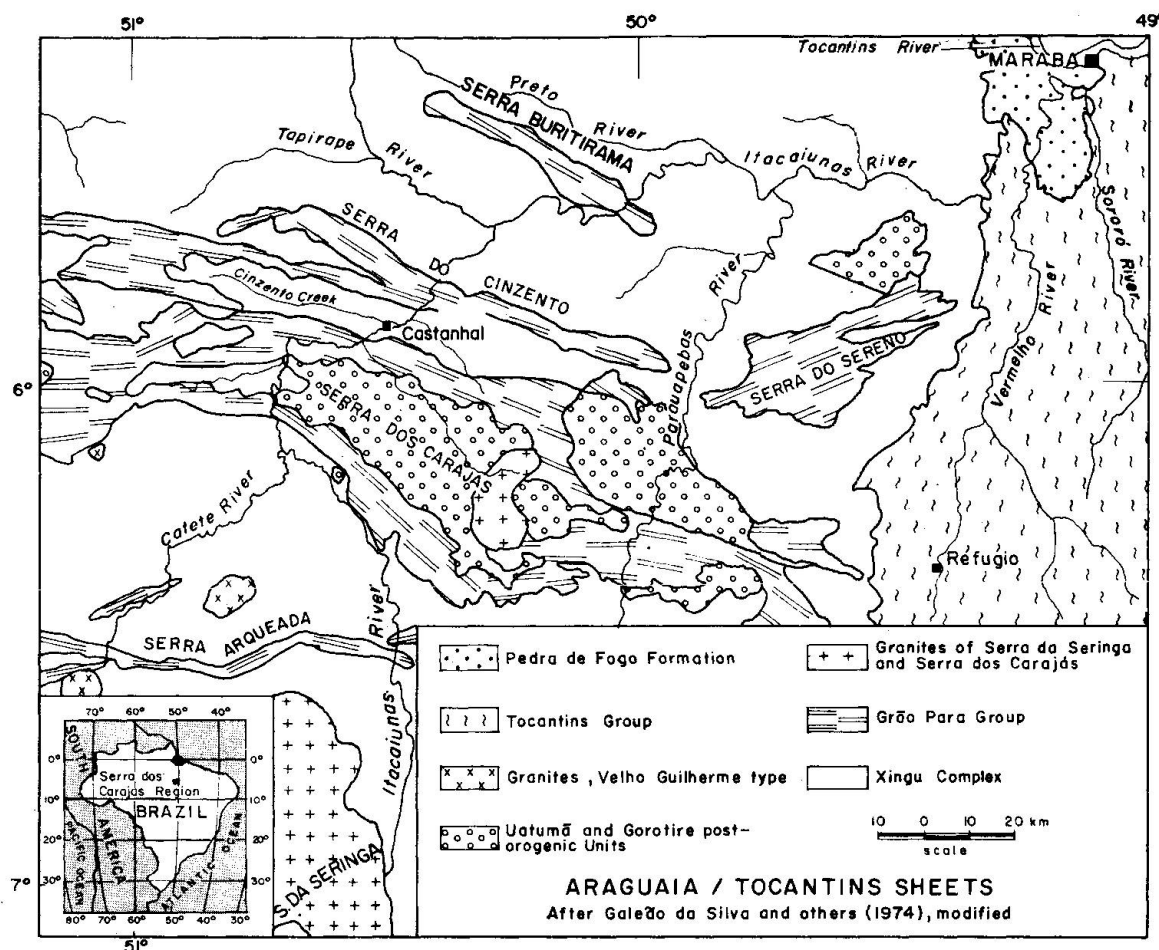 51°
50°
49°
Tocantins River
MARABA
Preto
River
SERRA BURITIRAMA
Tapirape
River
Itacaiunas River
Sororó River
SERRA
DO
CINZENTO
Cinzento Creek
Castanhal
River
Parauapebas
River
Vermelho
SERRA DO SERENO
6°
SERRA DOS CARAJAS
Catete River
Refugio
SERRA ARQUEADA
River
Itacaiunas
S. DA SERINGA
7°
51°
Pedra de Fogo Formation
Tocantins Group
Granites, Velho Guilherme type
Uatumã and Gorotire post-
orogenic Units
Granites of Serra da Seringa
and Serra dos Carajás
Grão Para Group
Xingu Complex
10 0 10 20 km
scale
ARAGUAIA / TOCANTINS SHEETS
After Galeão da Silva and others (1974), modified
70° 60° 50° 40°
0° 0°
10° 10°
20° 20°
30° 30°
80° 70° 60° 50° 40° 30°
SOUTH
AMERICA
Serra dos
Carajas Region
BRAZIL
PACIFIC OCEAN
ATLANTIC OCEAN